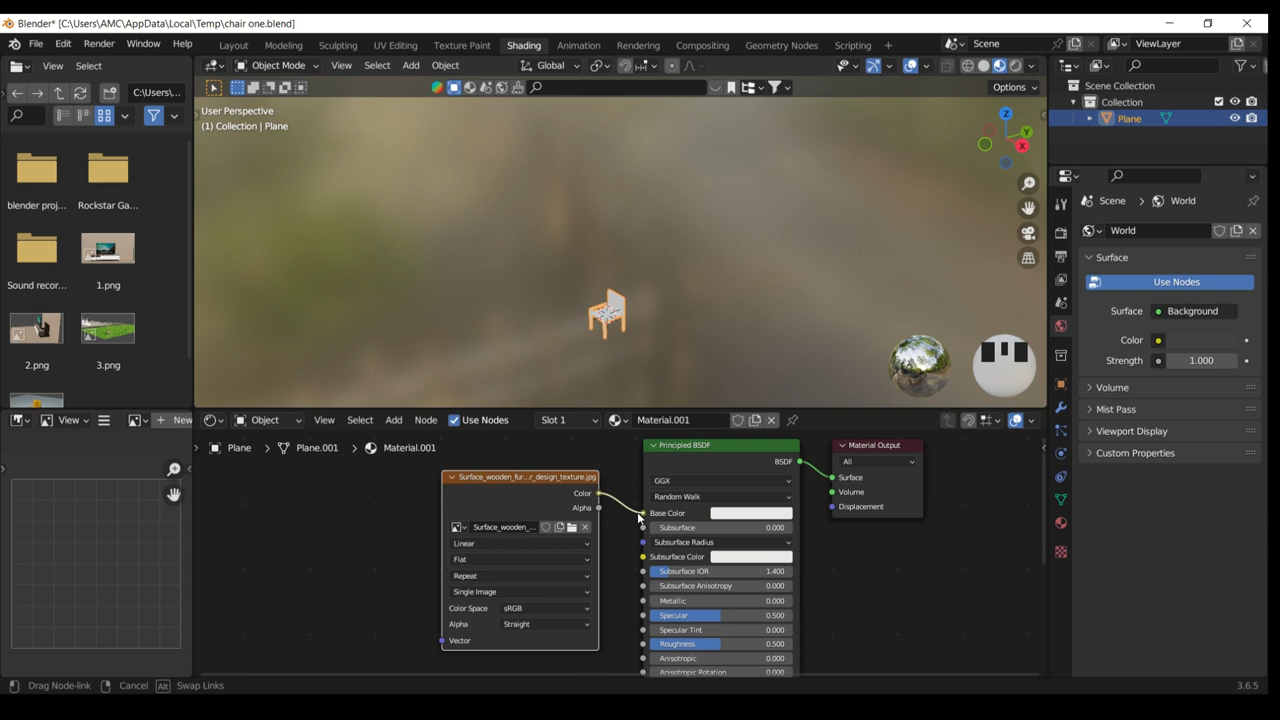 Blender* [C:\Users\AMC\AppData\Local\Temp\chair one.blend]
File Edit Render Window Help
Layout Modeling Sculpting UV Editing Texture Paint Shading Animation Rendering Compositing Geometry Nodes Scripting +
Scene
ViewLayer
View Select
Object Mode View Select Add Object Global
Options
C:\Users\...
User Perspective
(1) Collection | Plane
Z
Y
X
blender proj...
Rockstar Ga...
Sound recor...
1.png
2.png
3.png
Scene Collection
Collection
Plane
Scene World
World
Surface
Use Nodes
Surface Background
Color
Strength 1.000
Volume
Mist Pass
Viewport Display
Custom Properties
View New
Object View Select Add Node Use Nodes Slot 1 Material.001
Plane Plane.001 Material.001
Surface_wooden_fur...r_design_texture.jpg
Color
Alpha
Surface_wooden_...
Linear
Flat
Repeat
Single Image
Color Space sRGB
Alpha Straight
Vector
Principled BSDF
BSDF
GGX
Random Walk
Base Color
Subsurface 0.000
Subsurface Radius
Subsurface Color
Subsurface IOR 1.400
Subsurface Anisotropy 0.000
Metallic 0.000
Specular 0.500
Specular Tint 0.000
Roughness 0.500
Anisotropic 0.000
Anisotropic Rotation 0.000
Material Output
All
Surface
Volume
Displacement
Drag Node-link Cancel Alt Swap Links
3.6.5